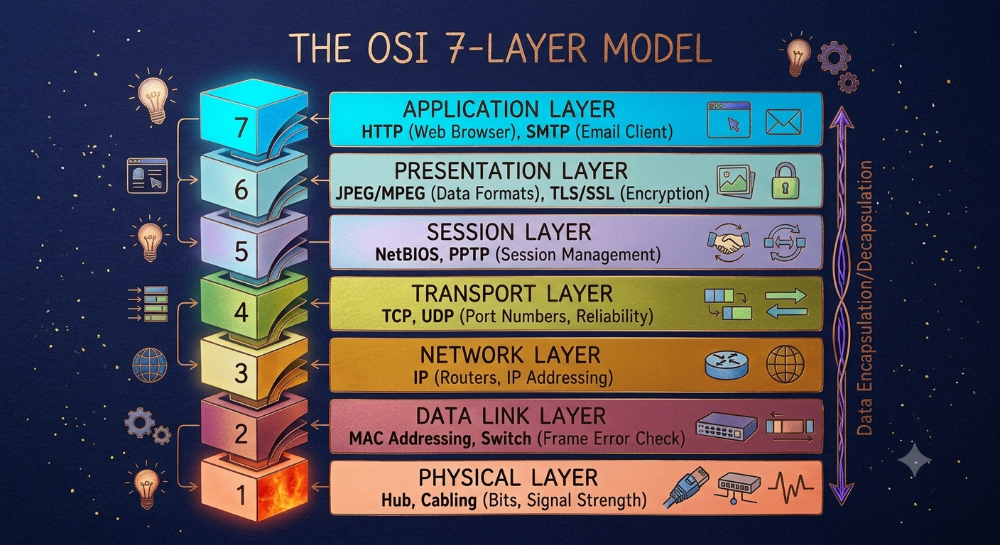 THE OSI 7-LAYER MODEL
7
APPLICATION LAYER
HTTP (Web Browser), SMTP (Email Client)
6
PRESENTATION LAYER
JPEG/MPEG (Data Formats), TLS/SSL (Encryption)
5
SESSION LAYER
NetBIOS, PPTP (Session Management)
4
TRANSPORT LAYER
TCP, UDP (Port Numbers, Reliability)
3
NETWORK LAYER
IP (Routers, IP Addressing)
2
DATA LINK LAYER
MAC Addressing, Switch (Frame Error Check)
1
PHYSICAL LAYER
Hub, Cabling (Bits, Signal Strength)
Data Encapsulation/Decapsulation